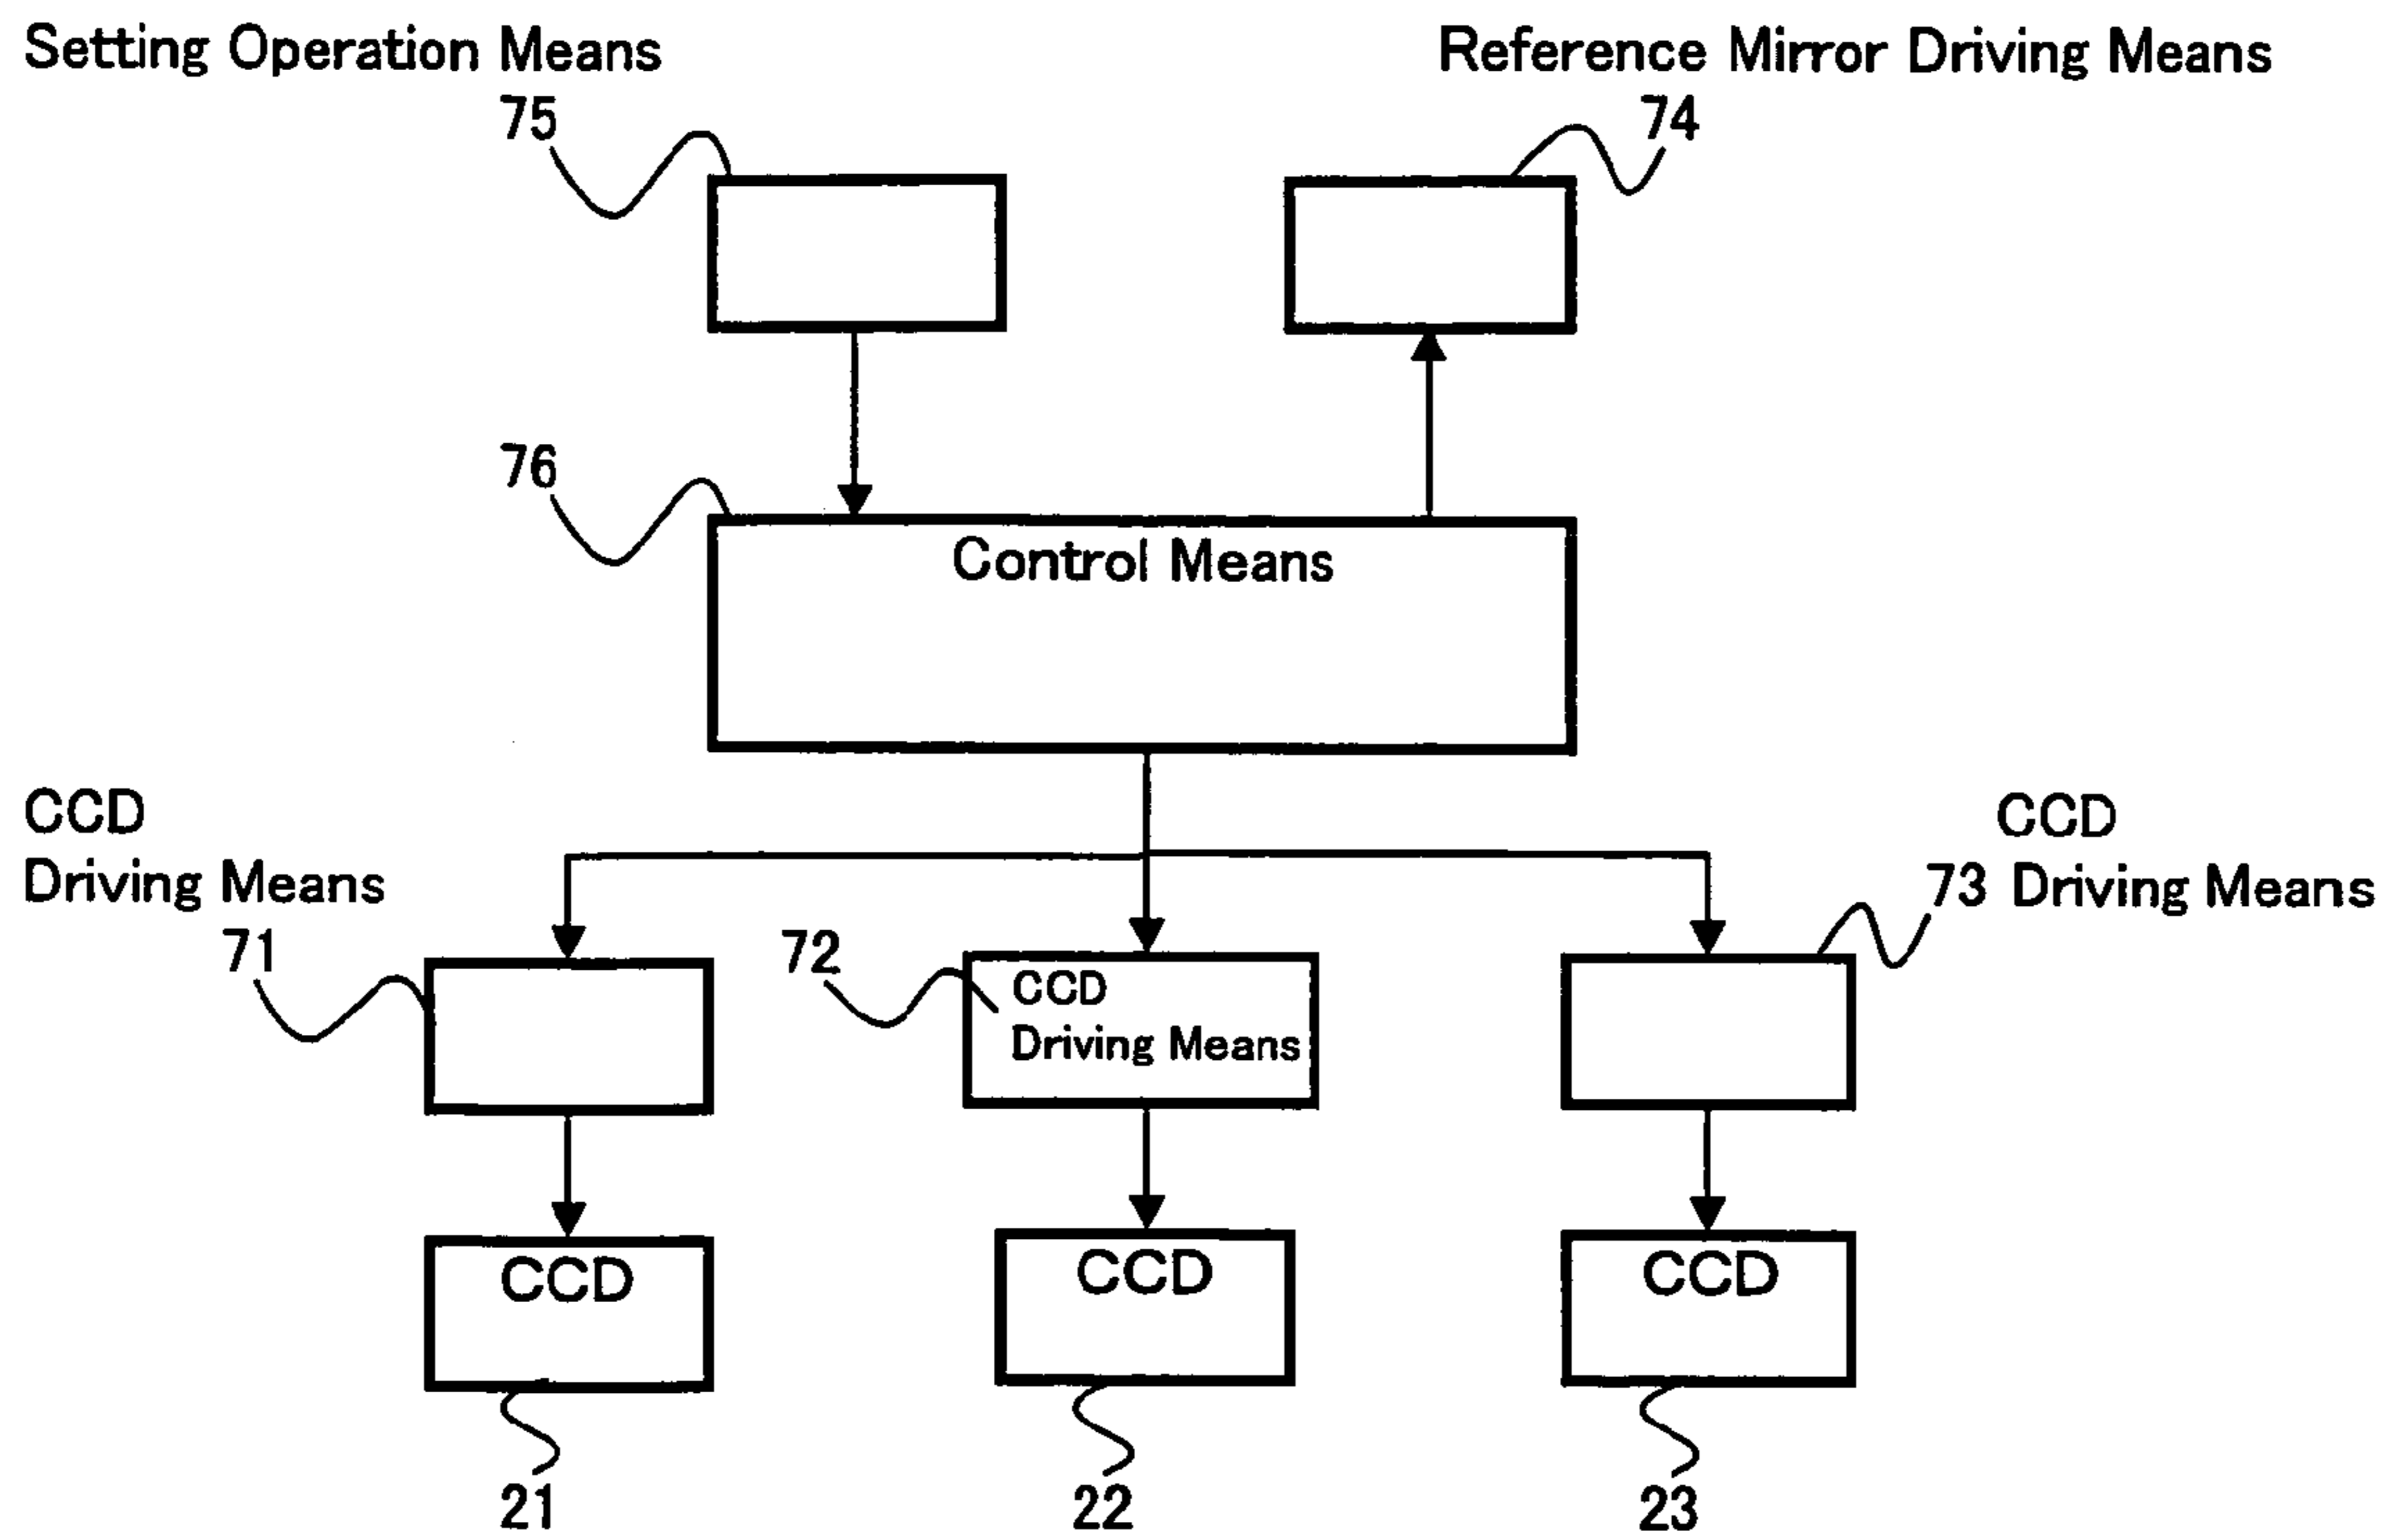 Setting Operation Means
Reference Mirror Driving Means
75
74
76
Control Means
CCD
Driving Means
71
72
CCD
Driving Means
CCD
73 Driving Means
CCD
CCD
CCD
21
22
23